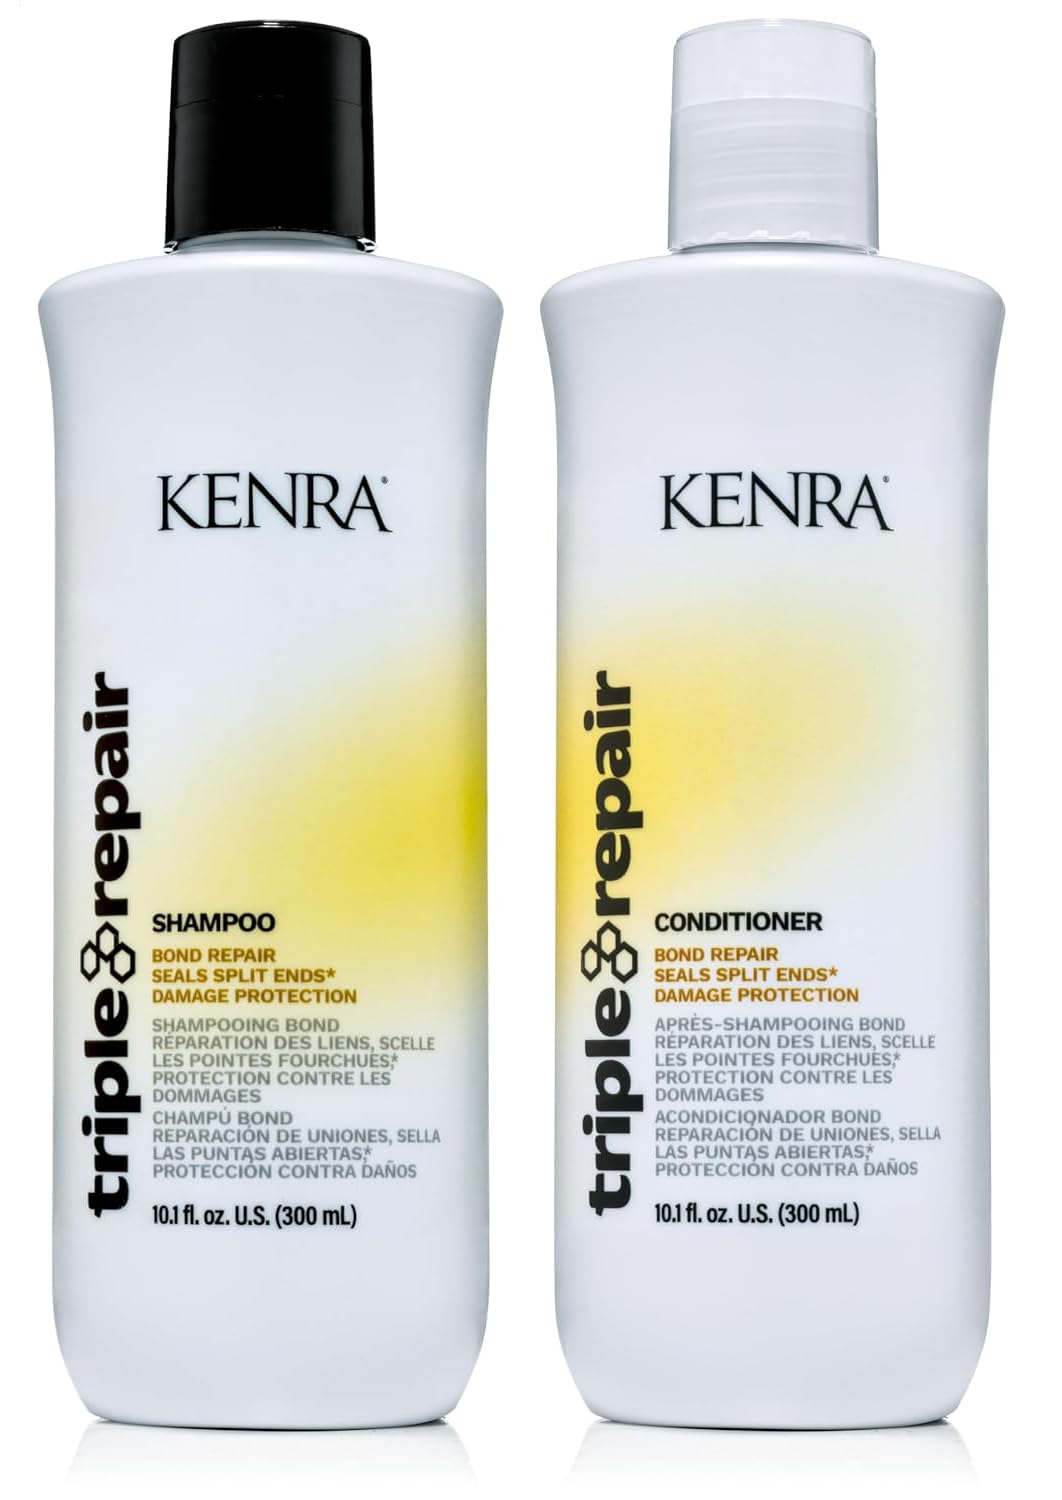 KENRA®
triple repair
SHAMPOO
BOND REPAIR
SEALS SPLIT ENDS*
DAMAGE PROTECTION
SHAMPOOING BOND
RÉPARATION DES LIENS, SCELLE
LES POINTES FOURCHUES,*
PROTECTION CONTRE LES
DOMMAGES
CHAMPÚ BOND
REPARACIÓN DE UNIONES, SELLA
LAS PUNTAS ABIERTAS,*
PROTECCIÓN CONTRA DAÑOS
10.1 fl. oz. U.S. (300 mL)
KENRA®
triple repair
CONDITIONER
BOND REPAIR
SEALS SPLIT ENDS*
DAMAGE PROTECTION
APRÈS-SHAMPOOING BOND
RÉPARATION DES LIENS, SCELLE
LES POINTES FOURCHUES,*
PROTECTION CONTRE LES
DOMMAGES
ACONDICIONADOR BOND
REPARACIÓN DE UNIONES, SELLA
LAS PUNTAS ABIERTAS,*
PROTECCIÓN CONTRA DAÑOS
10.1 fl. oz. U.S. (300 mL)